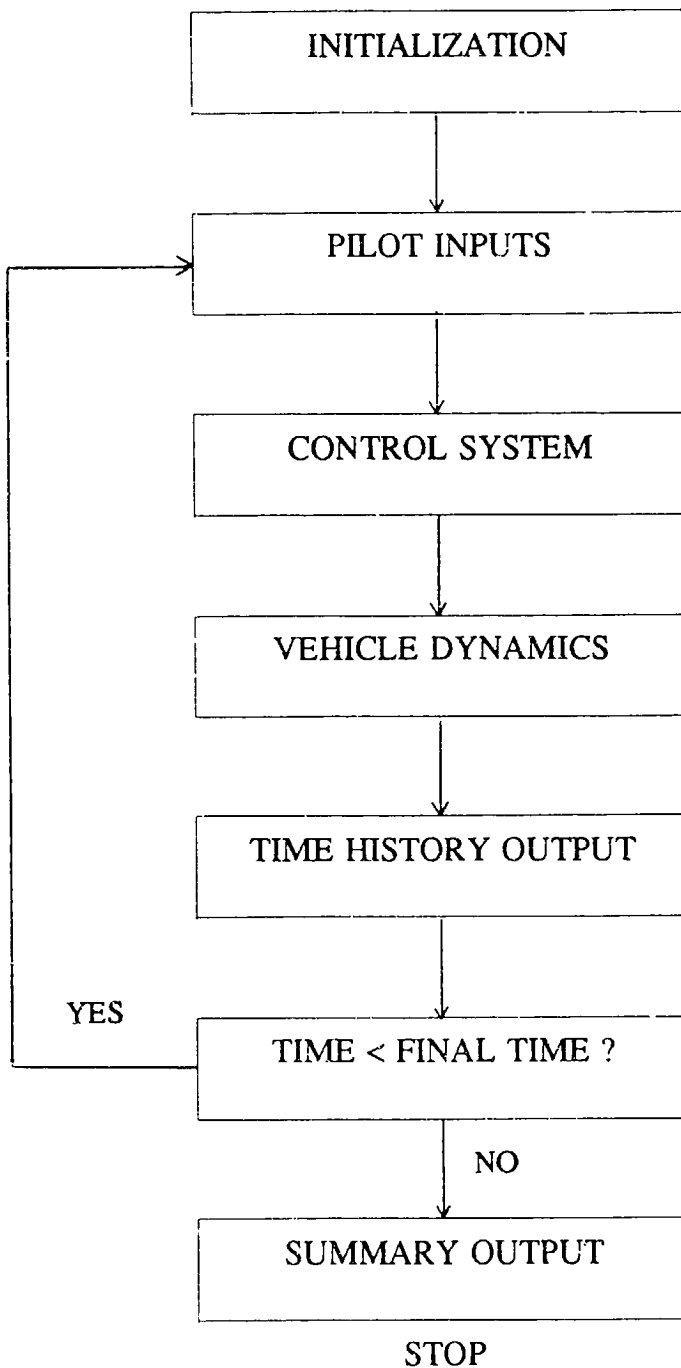 INITIALIZATION
PILOT INPUTS
CONTROL SYSTEM
VEHICLE DYNAMICS
TIME HISTORY OUTPUT
YES
TIME < FINAL TIME ?
NO
SUMMARY OUTPUT
STOP